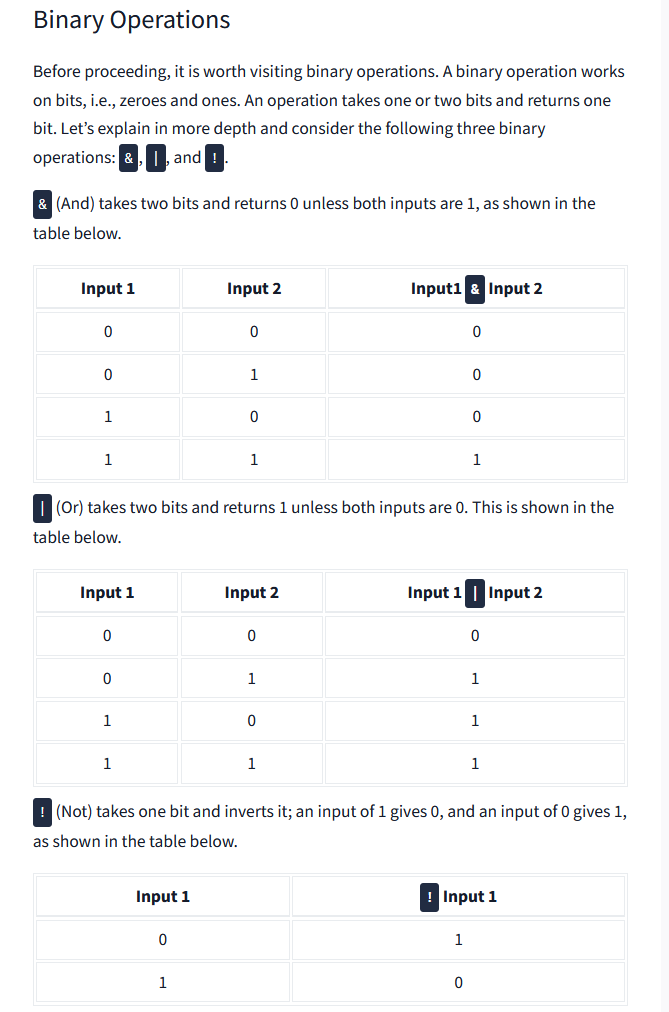 Binary Operations
Before proceeding, it is worth visiting binary operations. A binary operation works
on bits, i.e., zeroes and ones. An operation takes one or two bits and returns one
bit. Let’s explain in more depth and consider the following three binary
operations: &, |, and !.
& (And) takes two bits and returns 0 unless both inputs are 1, as shown in the
table below.
Input 1 Input 2 Input1 & Input 2
0 0 0
0 1 0
1 0 0
1 1 1
| (Or) takes two bits and returns 1 unless both inputs are 0. This is shown in the
table below.
Input 1 Input 2 Input 1 | Input 2
0 0 0
0 1 1
1 0 1
1 1 1
! (Not) takes one bit and inverts it; an input of 1 gives 0, and an input of 0 gives 1,
as shown in the table below.
Input 1 ! Input 1
0 1
1 0